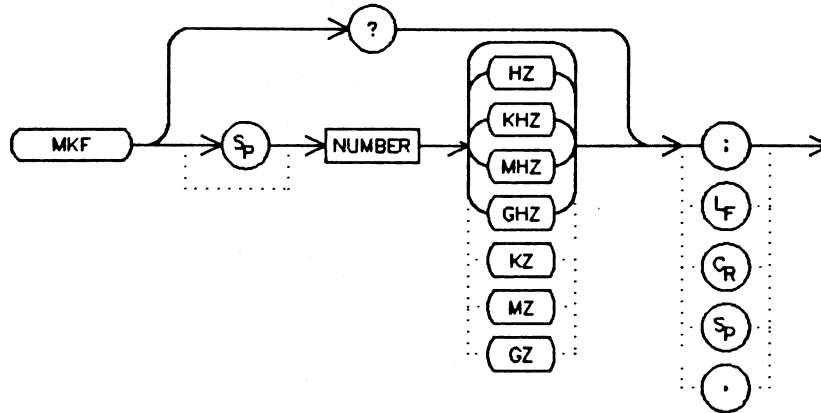 ?
HZ
KHZ
MKF SP NUMBER MHZ ;
GHZ LF
KZ CR
MZ SP
GZ ,